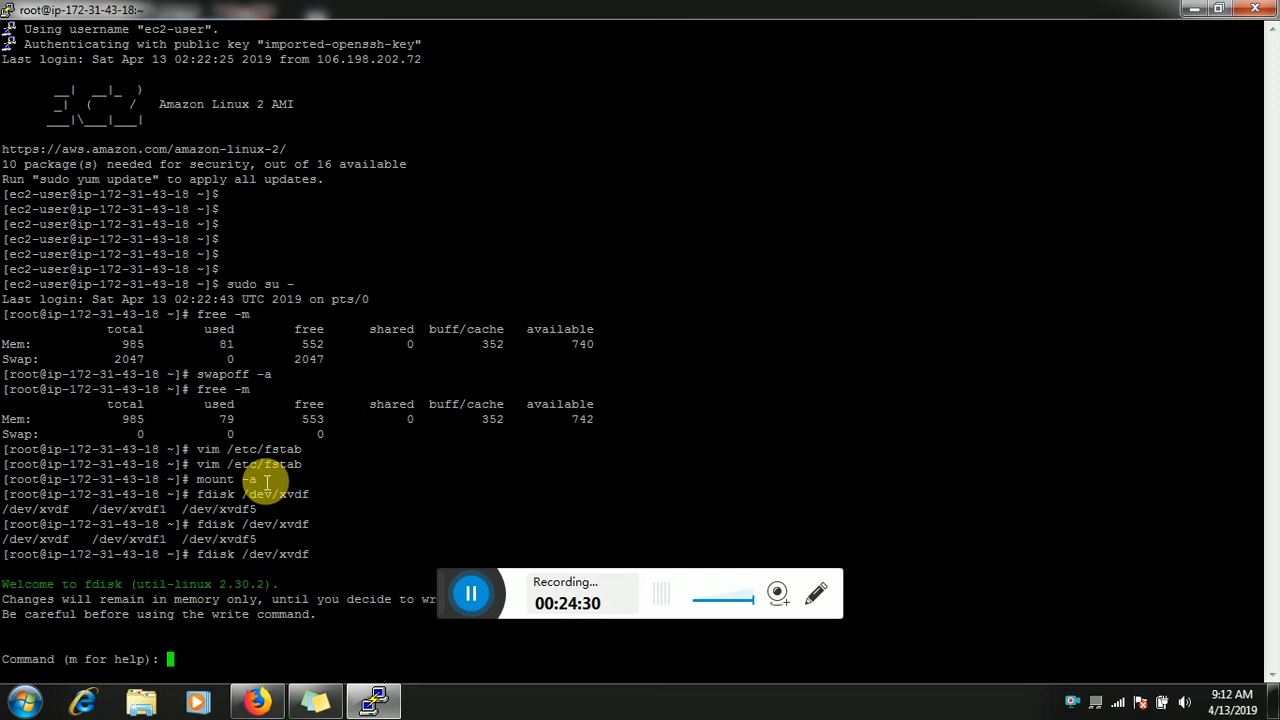 root@ip-172-31-43-18:~
Using username "ec2-user".
Authenticating with public key "imported-openssh-key"
Last login: Sat Apr 13 02:22:25 2019 from 106.198.202.72
__|  __|_  )
_|  (     /   Amazon Linux 2 AMI
___|\___|___|
https://aws.amazon.com/amazon-linux-2/
10 package(s) needed for security, out of 16 available
Run "sudo yum update" to apply all updates.
[ec2-user@ip-172-31-43-18 ~]$
[ec2-user@ip-172-31-43-18 ~]$
[ec2-user@ip-172-31-43-18 ~]$
[ec2-user@ip-172-31-43-18 ~]$
[ec2-user@ip-172-31-43-18 ~]$
[ec2-user@ip-172-31-43-18 ~]$
[ec2-user@ip-172-31-43-18 ~]$ sudo su -
Last login: Sat Apr 13 02:22:43 UTC 2019 on pts/0
[root@ip-172-31-43-18 ~]# free -m
total used free shared buff/cache available
Mem: 985 81 552 0 352 740
Swap: 2047 0 2047
[root@ip-172-31-43-18 ~]# swapoff -a
[root@ip-172-31-43-18 ~]# free -m
total used free shared buff/cache available
Mem: 985 79 553 0 352 742
Swap: 0 0 0
[root@ip-172-31-43-18 ~]# vim /etc/fstab
[root@ip-172-31-43-18 ~]# vim /etc/fstab
[root@ip-172-31-43-18 ~]# mount -a
[root@ip-172-31-43-18 ~]# fdisk /dev/xvdf
/dev/xvdf /dev/xvdf1 /dev/xvdf5
[root@ip-172-31-43-18 ~]# fdisk /dev/xvdf
/dev/xvdf /dev/xvdf1 /dev/xvdf5
[root@ip-172-31-43-18 ~]# fdisk /dev/xvdf
Welcome to fdisk (util-linux 2.30.2).
Changes will remain in memory only, until you decide to wr
Be careful before using the write command.
Command (m for help):
Recording...
00:24:30
9:12 AM
4/13/2019